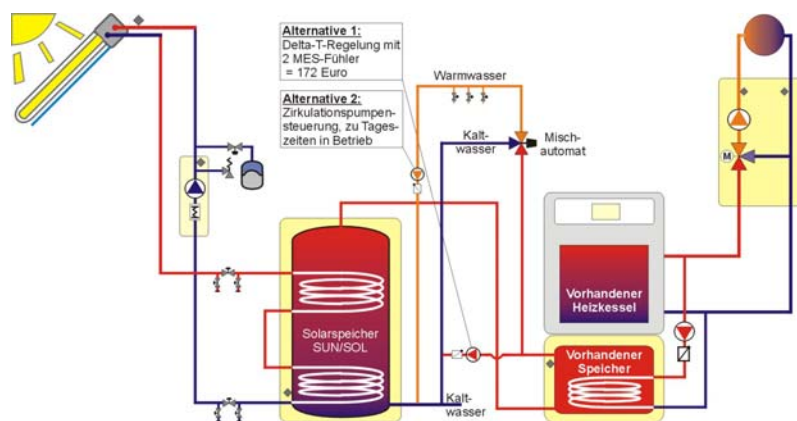 Alternative 1:
Delta-T-Regelung mit
2 MES-Fühler
= 172 Euro
Alternative 2:
Zirkulationspumpen-
steuerung, zu Tages-
zeiten in Betrieb
Warmwasser
Kalt-
wasser
Misch-
automat
M
Vorhandener
Heizkessel
Solarspeicher
SUN/SOL
Vorhandener
Speicher
Kalt-
wasser